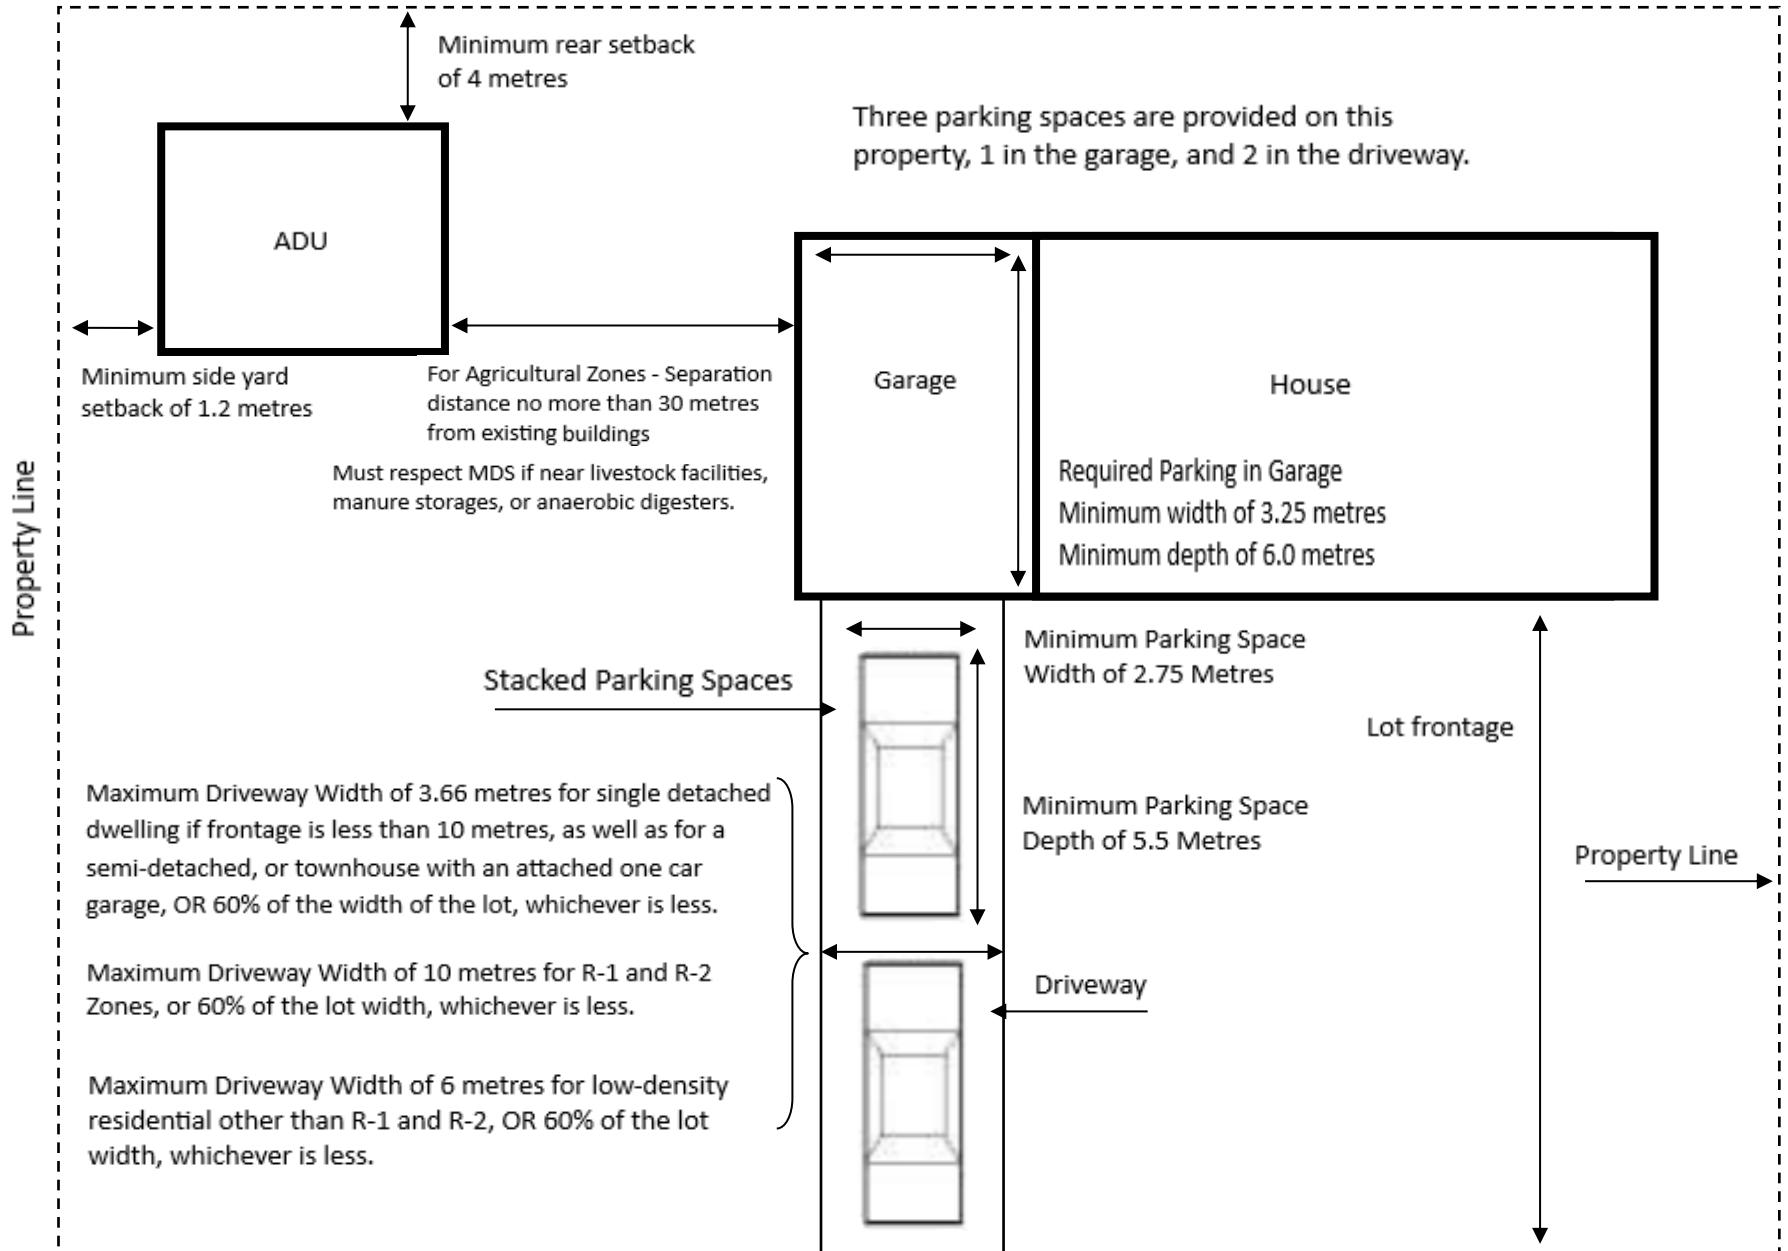 Minimum rear setback
of 4 metres
Three parking spaces are provided on this
property, 1 in the garage, and 2 in the driveway.
ADU
Minimum side yard
setback of 1.2 metres
For Agricultural Zones - Separation
distance no more than 30 metres
from existing buildings
Must respect MDS if near livestock facilities,
manure storages, or anaerobic digesters.
Garage
House
Required Parking in Garage
Minimum width of 3.25 metres
Minimum depth of 6.0 metres
Property Line
Stacked Parking Spaces
Minimum Parking Space
Width of 2.75 Metres
Lot frontage
Minimum Parking Space
Depth of 5.5 Metres
Property Line
Maximum Driveway Width of 3.66 metres for single detached
dwelling if frontage is less than 10 metres, as well as for a
semi-detached, or townhouse with an attached one car
garage, OR 60% of the width of the lot, whichever is less.
Maximum Driveway Width of 10 metres for R-1 and R-2
Zones, or 60% of the lot width, whichever is less.
Driveway
Maximum Driveway Width of 6 metres for low-density
residential other than R-1 and R-2, OR 60% of the lot
width, whichever is less.